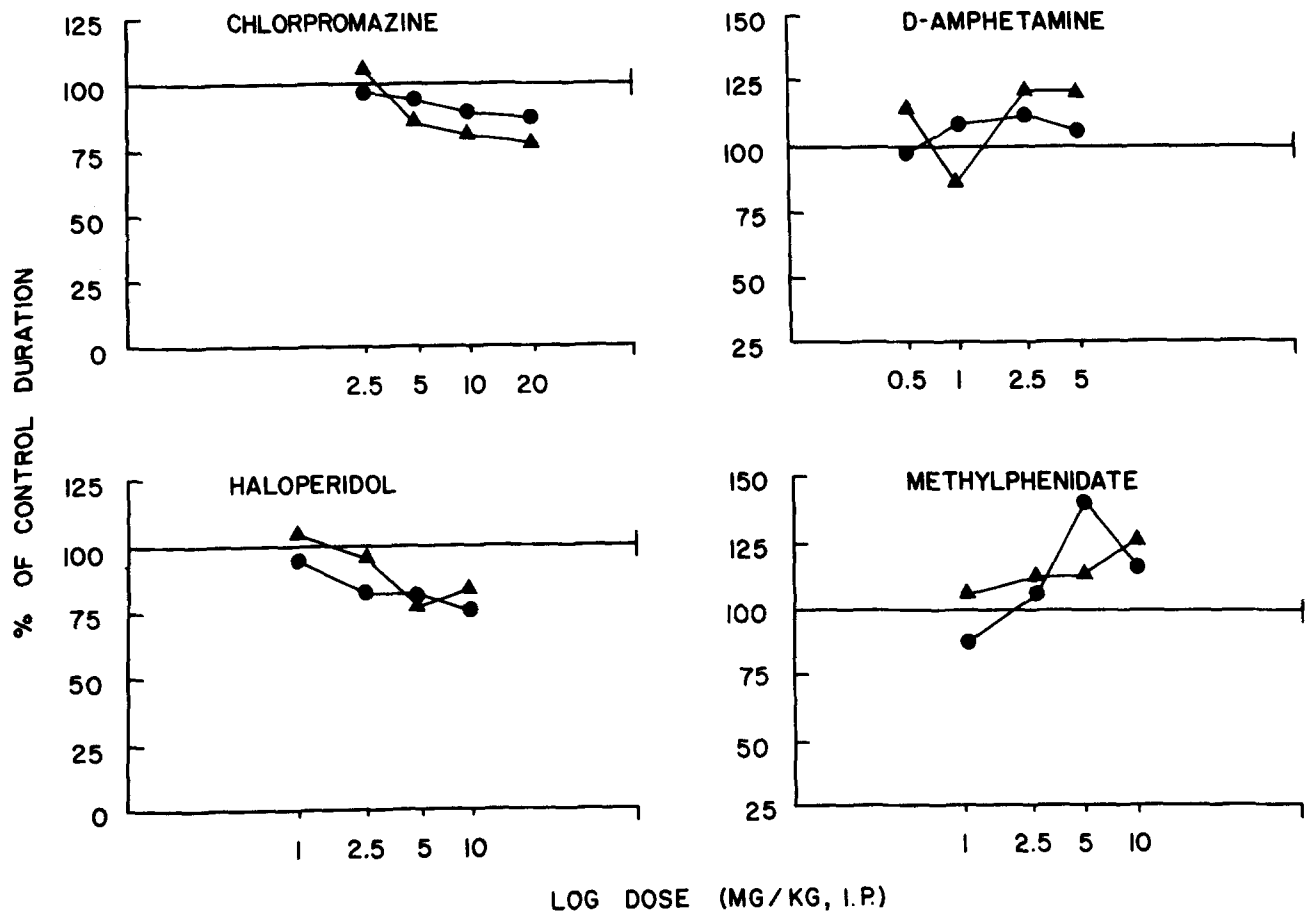 CHLORPROMAZINE
125
100
75
50
25
0
2.5 5 10 20
D-AMPHETAMINE
150
125
100
75
50
25
0.5 1 2.5 5
HALOPERIDOL
125
100
75
50
25
0
1 2.5 5 10
METHYLPHENIDATE
150
125
100
75
50
25
1 2.5 5 10
% OF CONTROL DURATION
LOG DOSE (MG/KG, I.P.)